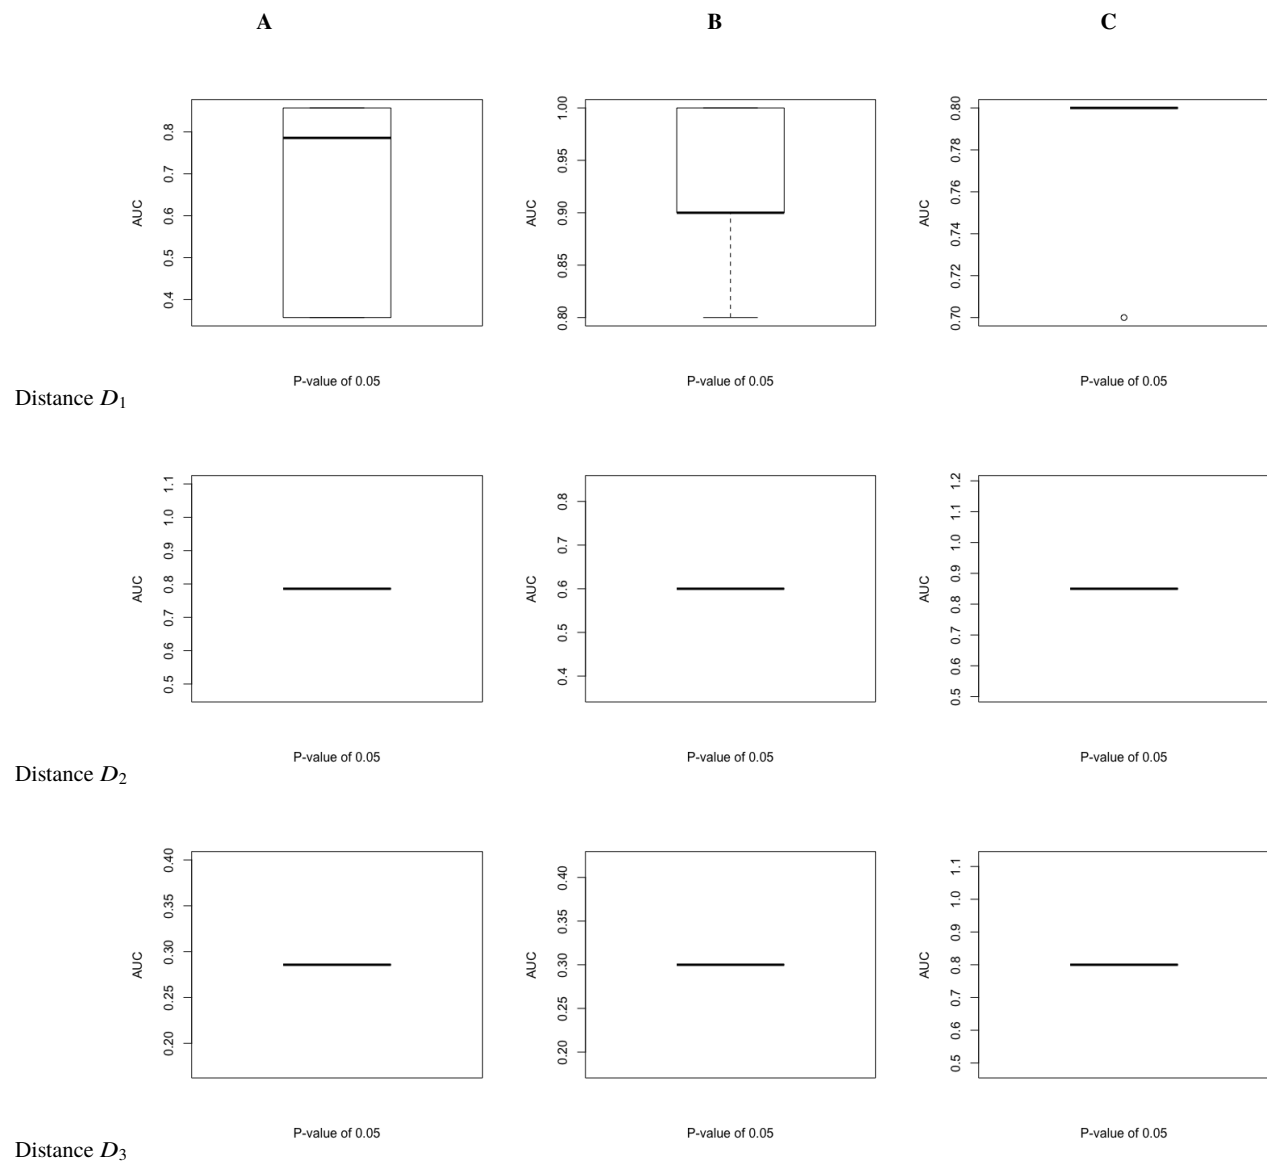 A B C
AUC
0.4 0.5 0.6 0.7 0.8
P-value of 0.05
AUC
0.80 0.85 0.90 0.95 1.00
P-value of 0.05
AUC
0.70 0.72 0.74 0.76 0.78 0.80
P-value of 0.05
Distance D1
AUC
0.5 0.6 0.7 0.8 0.9 1.0 1.1
P-value of 0.05
AUC
0.4 0.5 0.6 0.7 0.8
P-value of 0.05
AUC
0.5 0.6 0.7 0.8 0.9 1.0 1.1 1.2
P-value of 0.05
Distance D2
AUC
0.20 0.25 0.30 0.35 0.40
P-value of 0.05
AUC
0.20 0.25 0.30 0.35 0.40
P-value of 0.05
AUC
0.5 0.6 0.7 0.8 0.9 1.0 1.1
P-value of 0.05
Distance D3